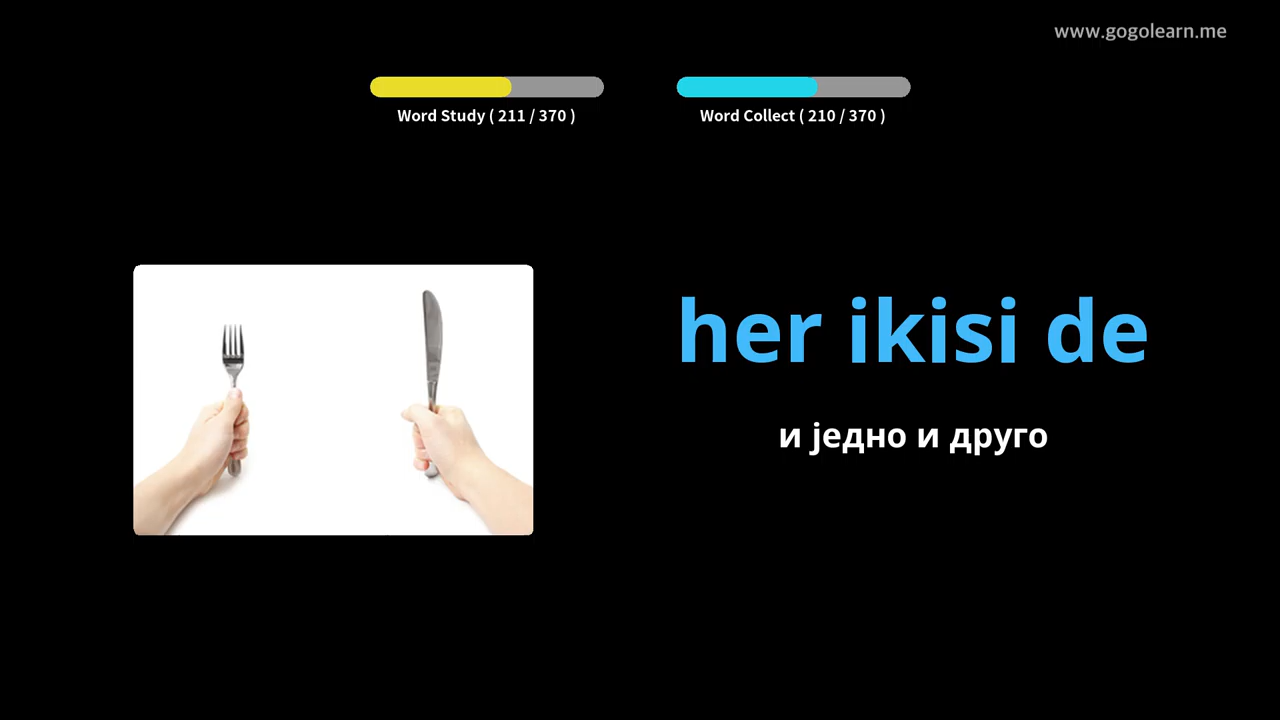 www.gogolearn.me
Word Study ( 211 / 370 )
Word Collect ( 210 / 370 )
her ikisi de
и једно и друго